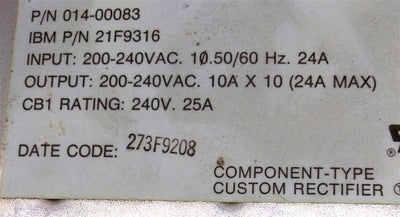 P/N 014-00083
IBM P/N 21F9316
INPUT: 200-240VAC. 10.50/60 Hz. 24A
OUTPUT: 200-240VAC. 10A X 10 (24A MAX)
CB1 RATING: 240V. 25A
DATE CODE: 273F9208
®
COMPONENT-TYPE
CUSTOM RECTIFIER